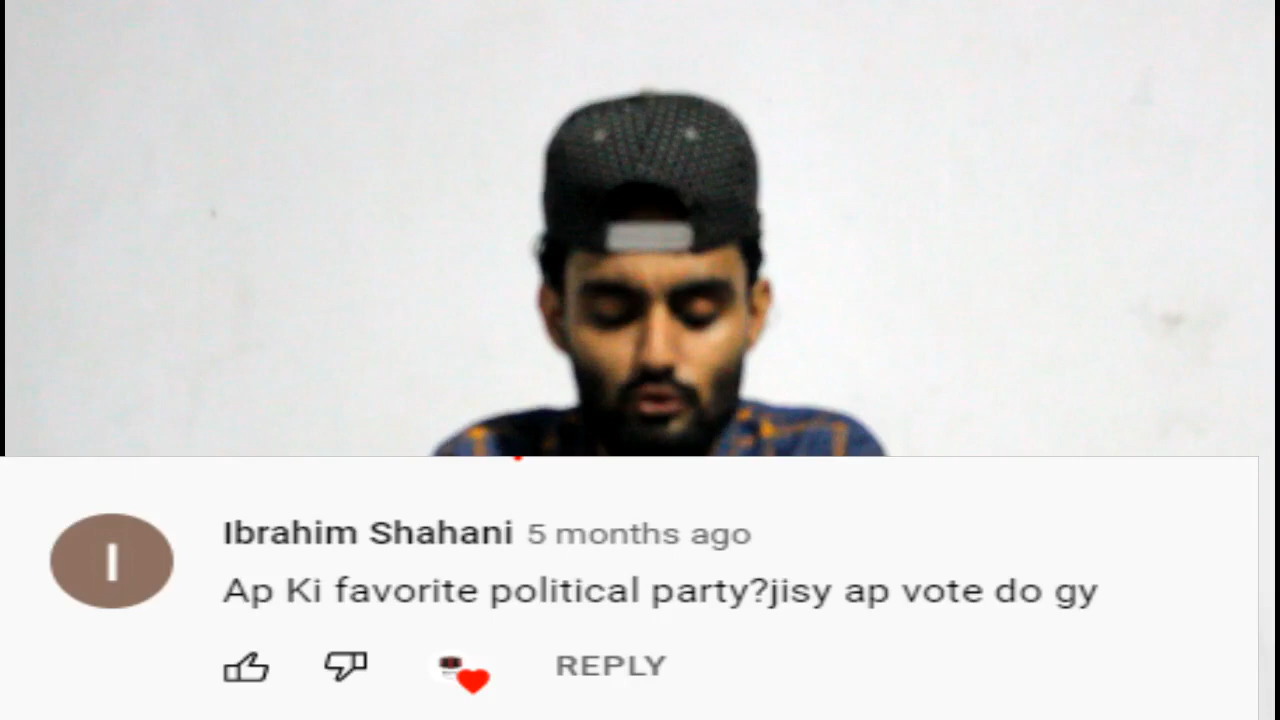 I
Ibrahim Shahani 5 months ago
Ap Ki favorite political party?jisy ap vote do gy
REPLY